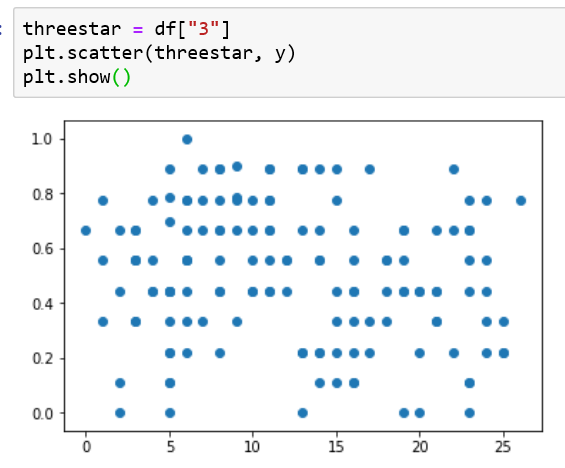 :
threestar = df["3"]
plt.scatter(threestar, y)
plt.show()
1.0
0.8
0.6
0.4
0.2
0.0
0 5 10 15 20 25